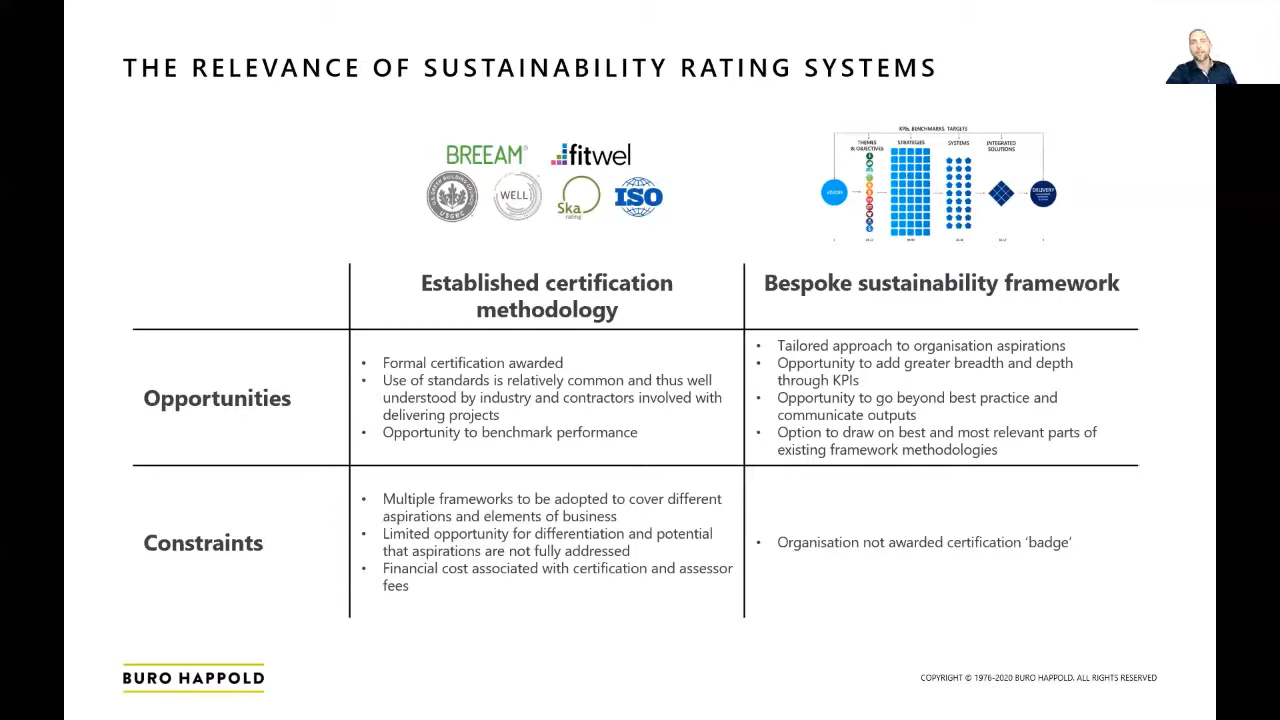 THE RELEVANCE OF SUSTAINABILITY RATING SYSTEMS
BREEAM®
fitwel
USGBC
WELL
Ska
rating
ISO
KPIs, BENCHMARKS, TARGETS
THEMES
& OBJECTIVES
STRATEGIES
SYSTEMS
INTEGRATED
SOLUTIONS
VISION
DELIVERY
Established certification
methodology
Bespoke sustainability framework
Opportunities
• Formal certification awarded
• Use of standards is relatively common and thus well
understood by industry and contractors involved with
delivering projects
• Opportunity to benchmark performance
• Tailored approach to organisation aspirations
• Opportunity to add greater breadth and depth
through KPIs
• Opportunity to go beyond best practice and
communicate outputs
• Option to draw on best and most relevant parts of
existing framework methodologies
Constraints
• Multiple frameworks to be adopted to cover different
aspirations and elements of business
• Limited opportunity for differentiation and potential
that aspirations are not fully addressed
• Financial cost associated with certification and assessor
fees
• Organisation not awarded certification ‘badge’
BURO HAPPOLD
COPYRIGHT © 1976-2020 BURO HAPPOLD. ALL RIGHTS RESERVED